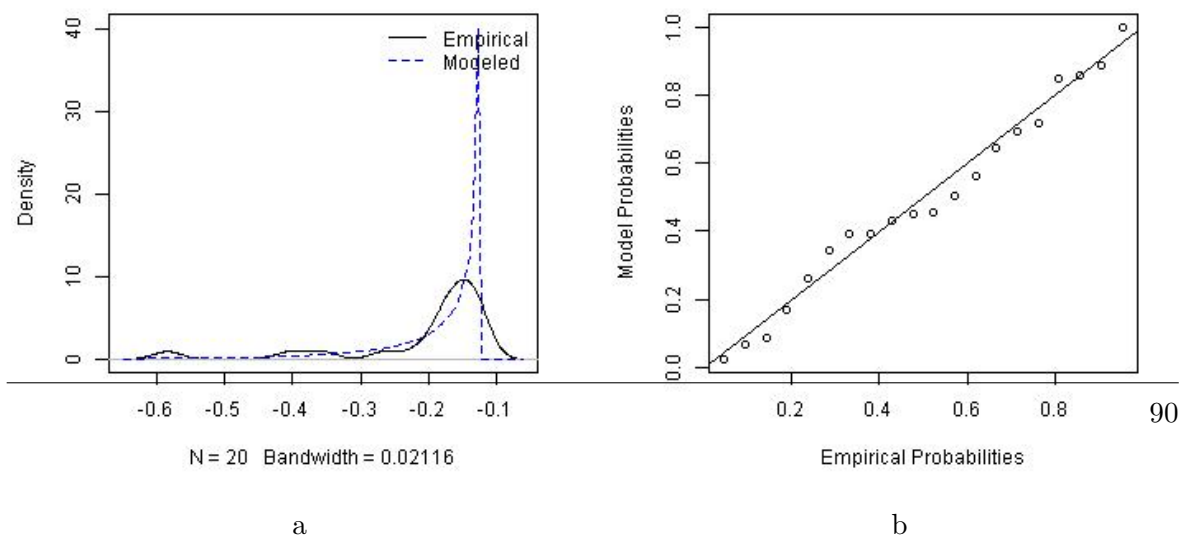 Density
40
30
20
10
0
Empirical
Modeled
-0.6 -0.5 -0.4 -0.3 -0.2 -0.1
N = 20 Bandwidth = 0.02116
a
Model Probabilities
1.0
0.8
0.6
0.4
0.2
0.0
0.2 0.4 0.6 0.8
Empirical Probabilities
b
90